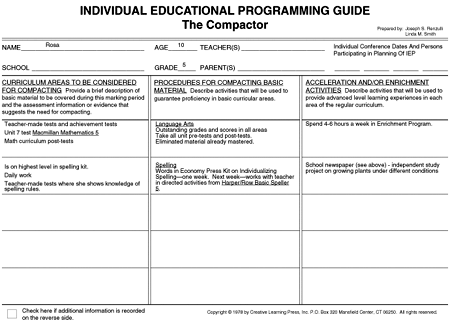 INDIVIDUAL EDUCATIONAL PROGRAMMING GUIDE
The Compactor
Prepared by: Joseph S. Renzulli
Linda M. Smith
NAME Rosa AGE 10 TEACHER(S) Individual Conference Dates And Persons
Participating in Planning Of IEP
SCHOOL GRADE 5 PARENT(S)
CURRICULUM AREAS TO BE CONSIDERED
FOR COMPACTING Provide a brief description of
basic material to be covered during this marking period
and the assessment information or evidence that
suggests the need for compacting.
PROCEDURES FOR COMPACTING BASIC
MATERIAL Describe activities that will be used to
guarantee proficiency in basic curricular areas.
ACCELERATION AND/OR ENRICHMENT
ACTIVITIES Describe activities that will be used to
provide advanced level learning experiences in each
area of the regular curriculum.
Teacher-made tests and achievement tests
Unit 7 test Macmillan Mathematics 5
Math curriculum post-tests
Language Arts
Outstanding grades and scores in all areas
Take all unit pre-tests and post-tests.
Eliminated material already mastered.
Spend 4-6 hours a week in Enrichment Program.
Is on highest level in spelling kit.
Daily work
Teacher-made tests where she shows knowledge of
spelling rules.
Spelling
Words in Economy Press Kit on Individualizing
Spelling—one week. Next week—works with teacher
in directed activities from Harper/Row Basic Speller
5.
School newspaper (see above) - independent study
project on growing plants under different conditions
Check here if additional information is recorded
on the reverse side.
Copyright © 1978 by Creative Learning Press, Inc. P.O. Box 320 Mansfield Center, CT 06250. All rights reserved.